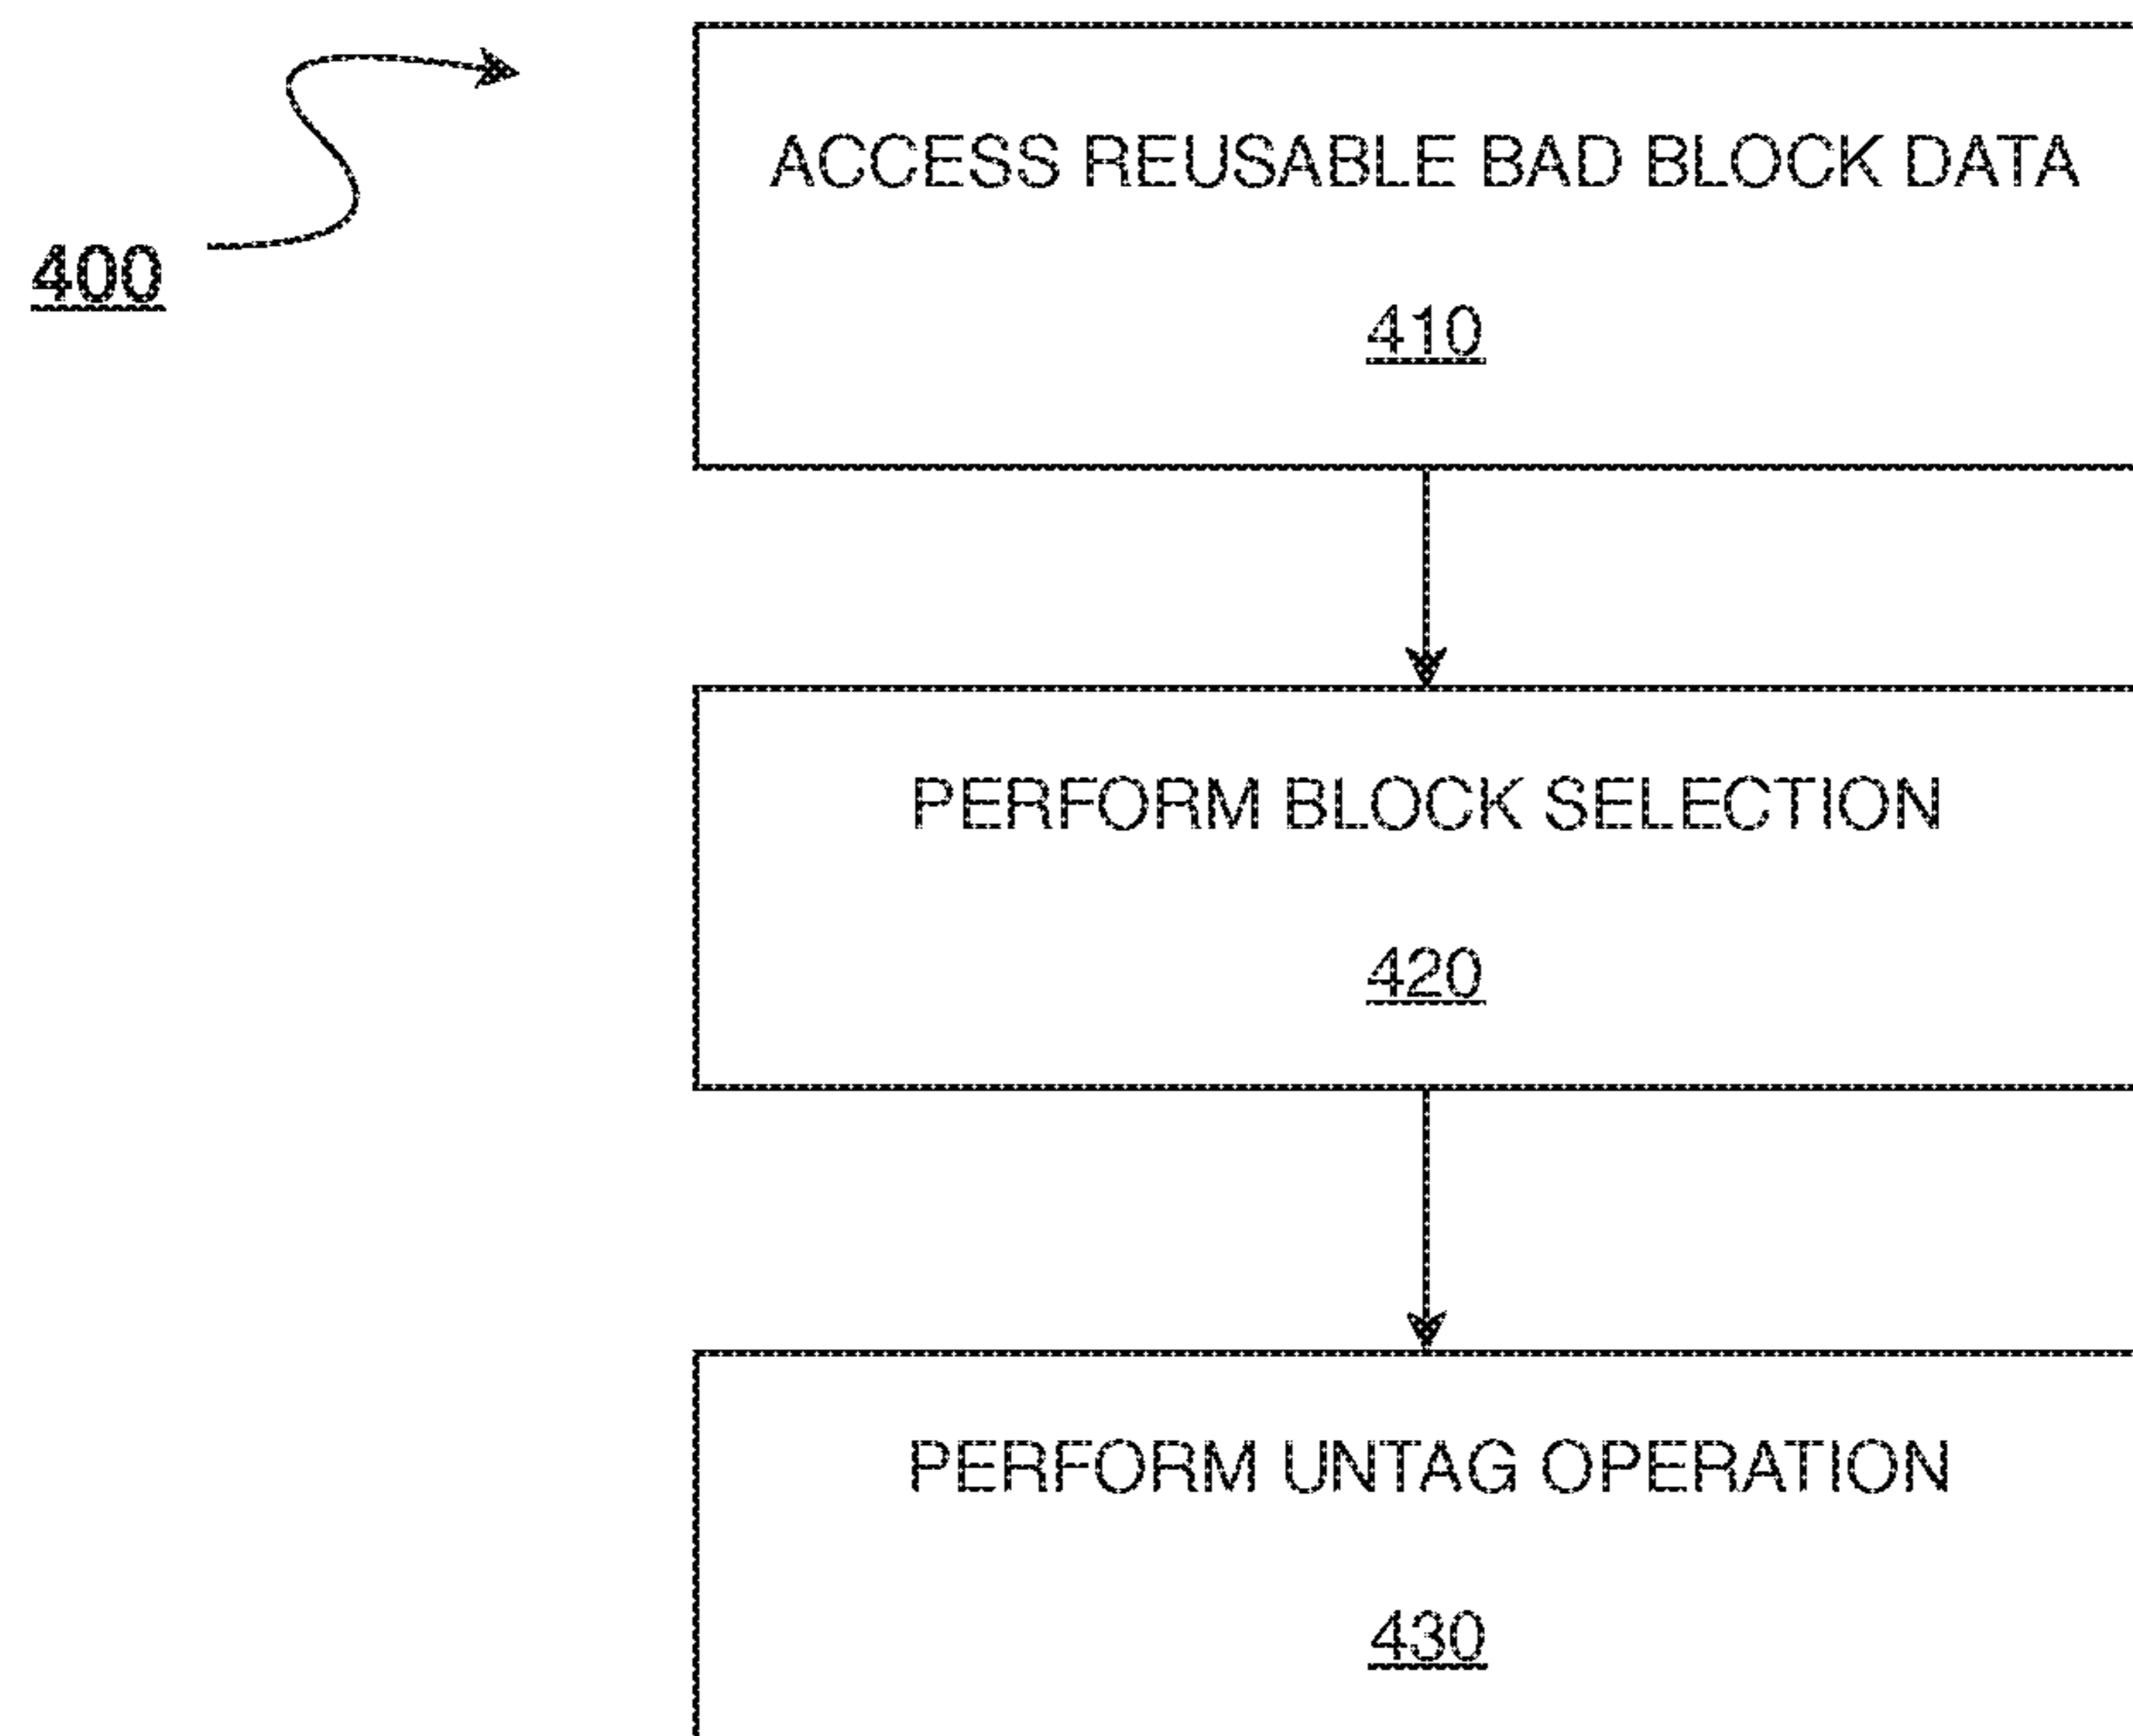 400
ACCESS REUSABLE BAD BLOCK DATA
410
PERFORM BLOCK SELECTION
420
PERFORM UNTAG OPERATION
430